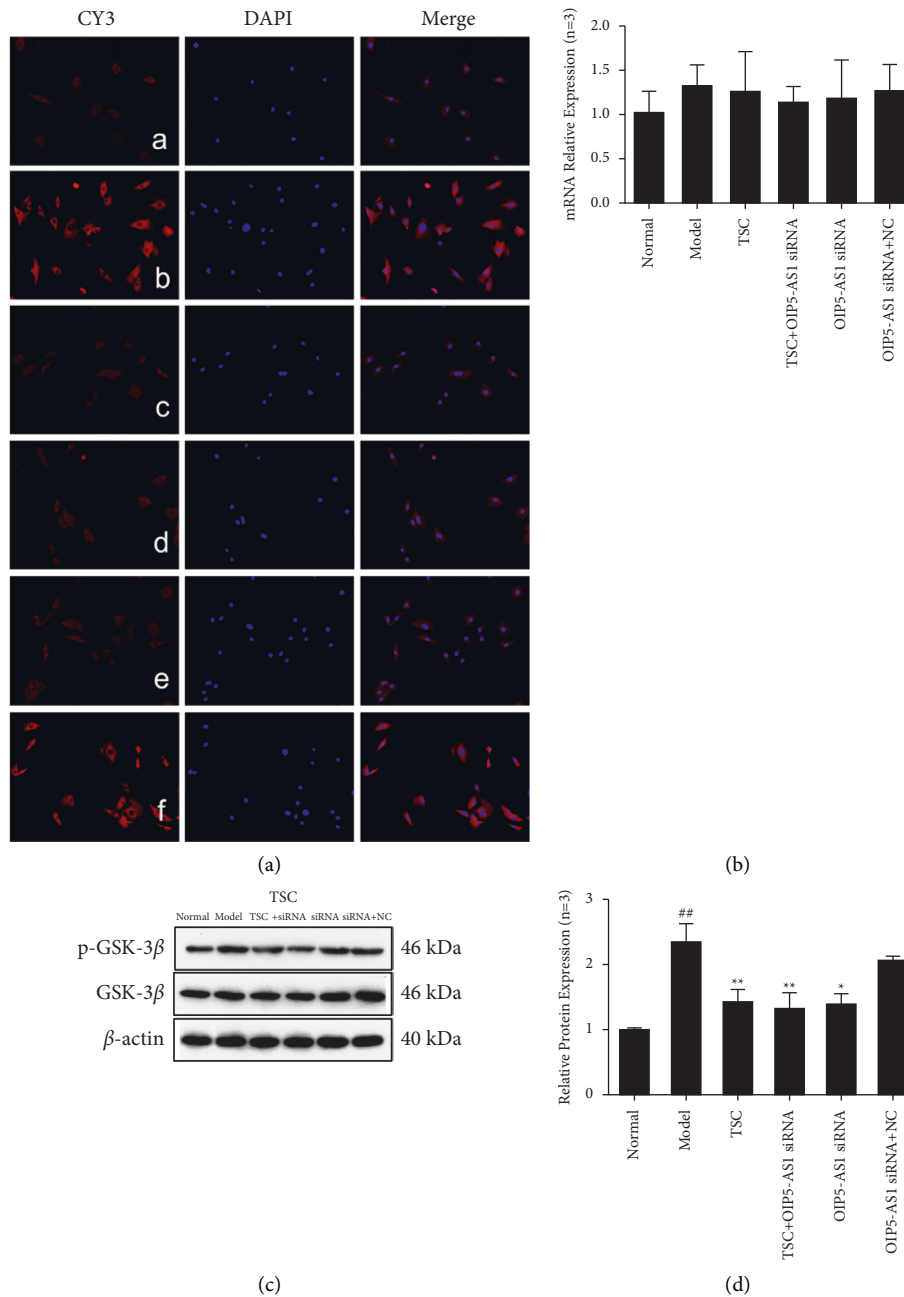 CY3 DAPI Merge
a
b
c
d
e
f
(a)
mRNA Relative Expression (n=3)
2.0
1.5
1.0
0.5
0.0
Normal
Model
TSC
TSC+OIP5-AS1 siRNA
OIP5-AS1 siRNA
OIP5-AS1 siRNA+NC
(b)
TSC
Normal Model TSC +siRNA siRNA siRNA+NC
p-GSK-3β 46 kDa
GSK-3β 46 kDa
β-actin 40 kDa
(c)
Relative Protein Expression (n=3)
3
2
1
0
##
**
**
*
Normal
Model
TSC
TSC+OIP5-AS1 siRNA
OIP5-AS1 siRNA
OIP5-AS1 siRNA+NC
(d)